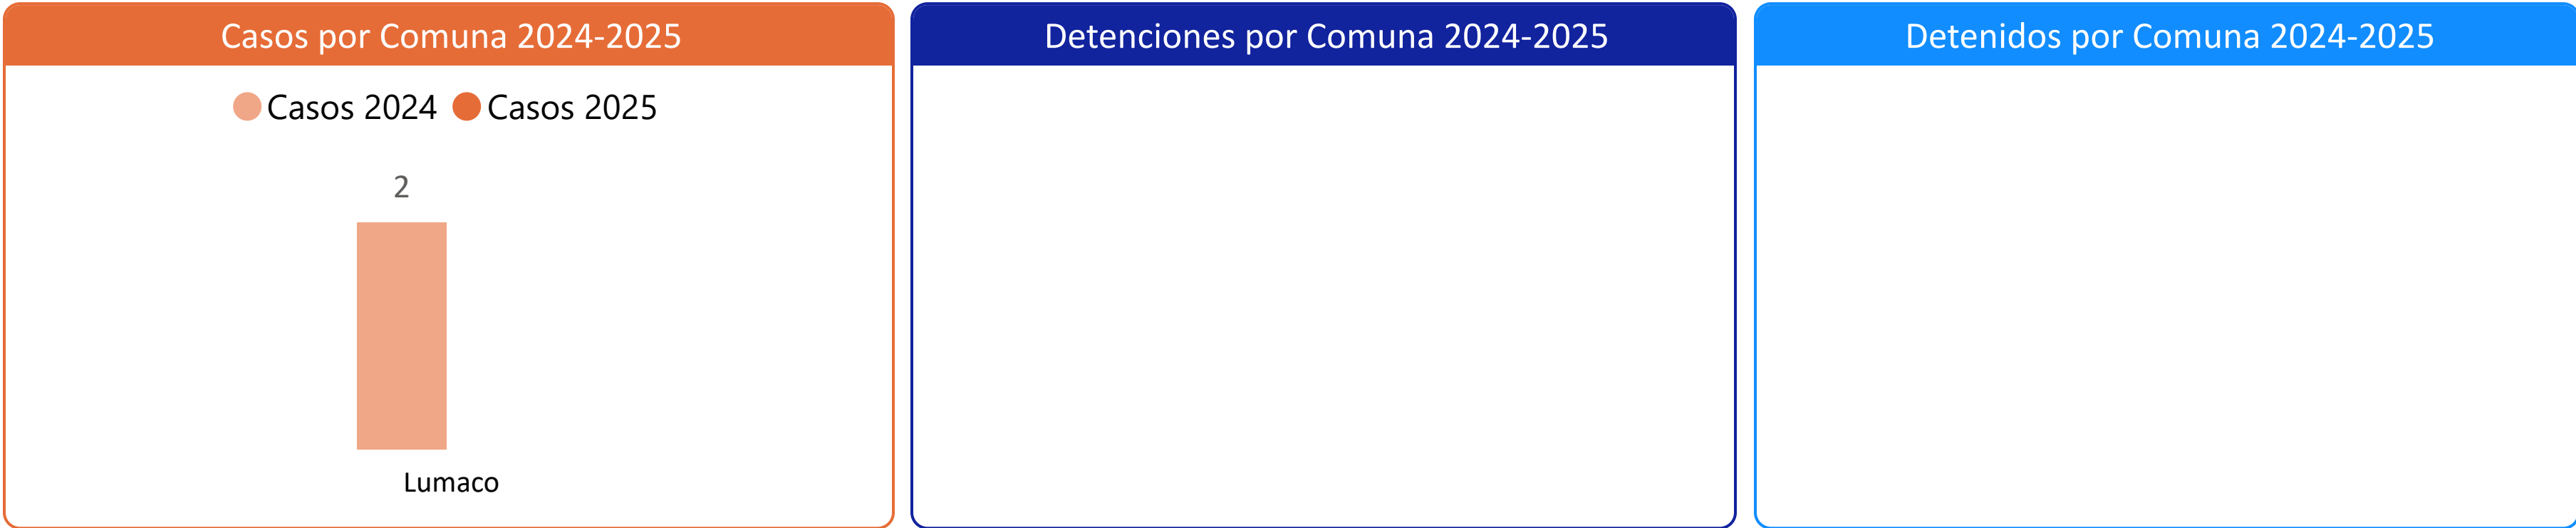 Casos por Comuna 2024-2025
Casos 2024 Casos 2025
2
Lumaco
Detenciones por Comuna 2024-2025
Detenidos por Comuna 2024-2025